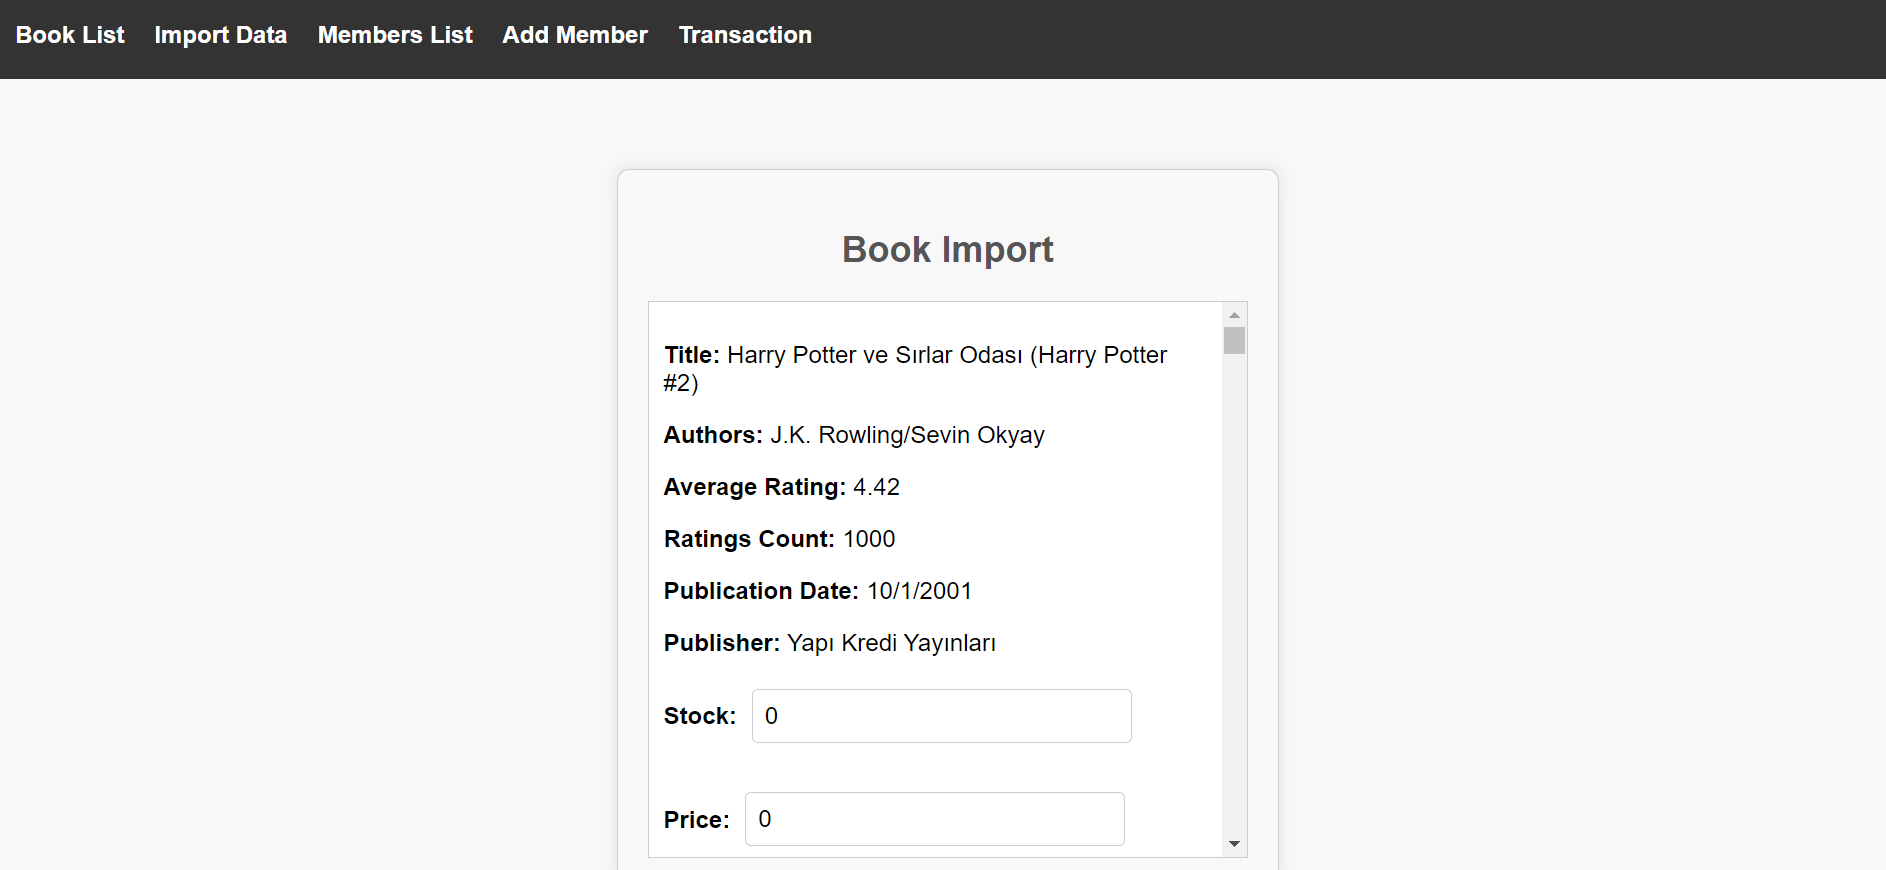 Book List Import Data Members List Add Member Transaction
Book Import
Title: Harry Potter ve Sırlar Odası (Harry Potter
#2)
Authors: J.K. Rowling/Sevin Okyay
Average Rating: 4.42
Ratings Count: 1000
Publication Date: 10/1/2001
Publisher: Yapı Kredi Yayınları
Stock: 0
Price: 0